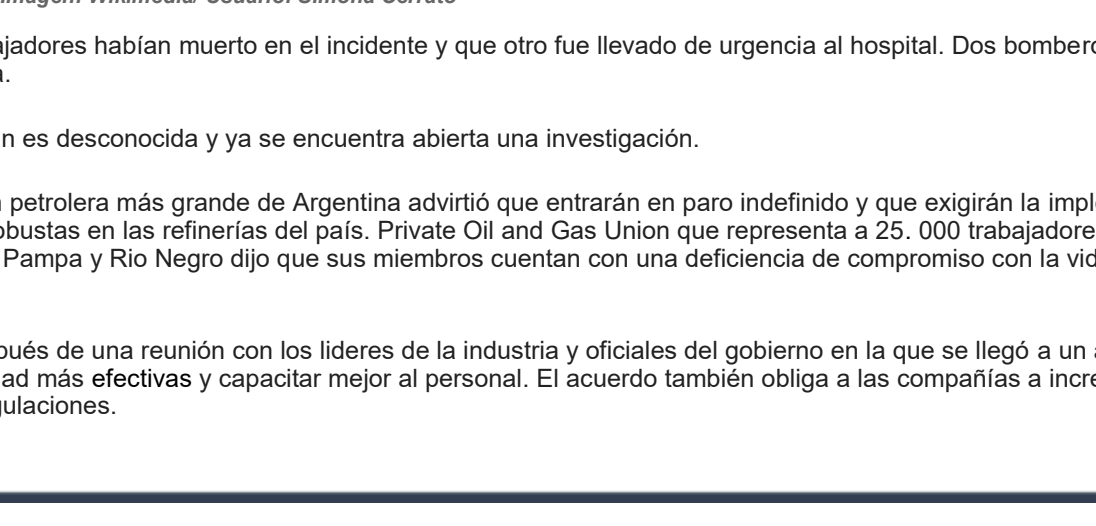 Imagem Wikimedia/ Usuario: Simona Cerrato
ajadores habían muerto en el incidente y que otro fue llevado de urgencia al hospital. Dos bombero
a.
n es desconocida y ya se encuentra abierta una investigación.
petrolera más grande de Argentina advirtió que entrarán en paro indefinido y que exigirán la impl
obustas en las refinerías del país. Private Oil and Gas Union que representa a 25. 000 trabajadore
Pampa y Rio Negro dijo que sus miembros cuentan con una deficiencia de compromiso con la vid
pués de una reunión con los lideres de la industria y oficiales del gobierno en la que se llegó a un a
ad más efectivas y capacitar mejor al personal. El acuerdo también obliga a las compañías a incre
gulaciones.